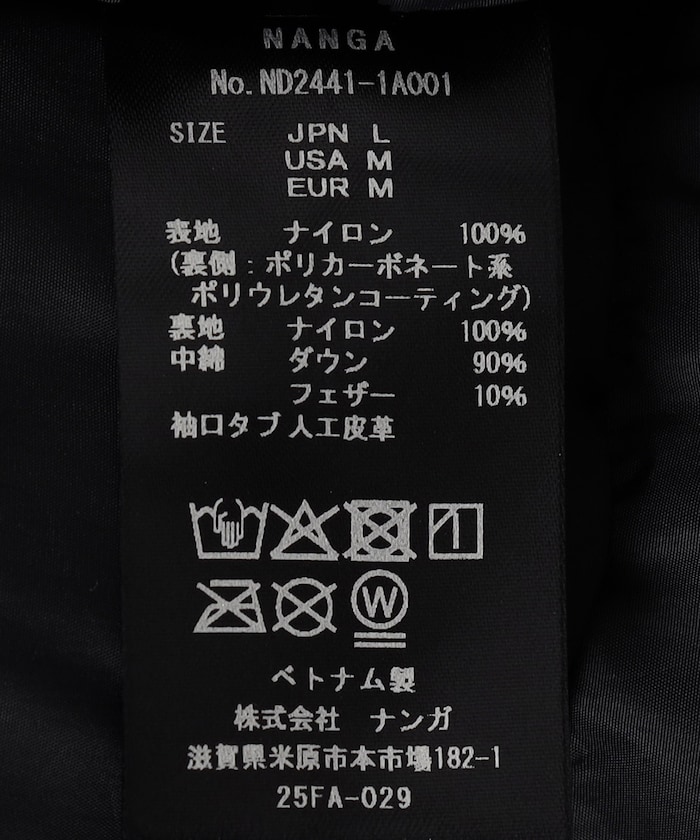 NANGA
No. ND2441-1A001
SIZE JPN L
USA M
EUR M
表地 ナイロン 100%
(裏側：ポリカーボネート系
ポリウレタンコーティング)
裏地 ナイロン 100%
中綿 ダウン 90%
フェザー 10%
袖口タブ 人工皮革
W
ベトナム製
株式会社 ナンガ
滋賀県米原市本市場182-1
25FA-029